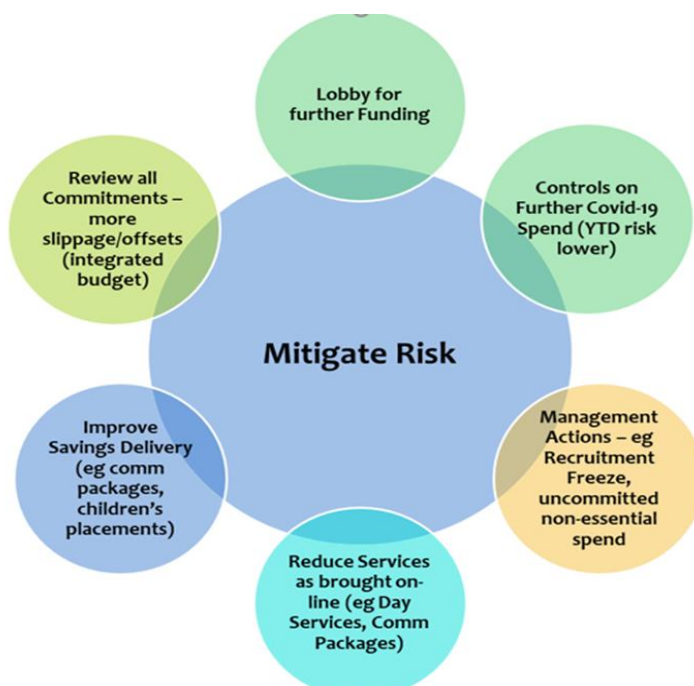 Lobby for
further Funding
Controls on
Further Covid-19
Spend (YTD risk
lower)
Management
Actions – eg
Recruitment
Freeze,
uncommitted
non-essential
spend
Reduce Services
as brought on-
line (eg Day
Services, Comm
Packages)
Improve
Savings Delivery
(eg comm
packages,
children's
placements)
Review all
Commitments –
more
slippage/offsets
(integrated
budget)
Mitigate Risk